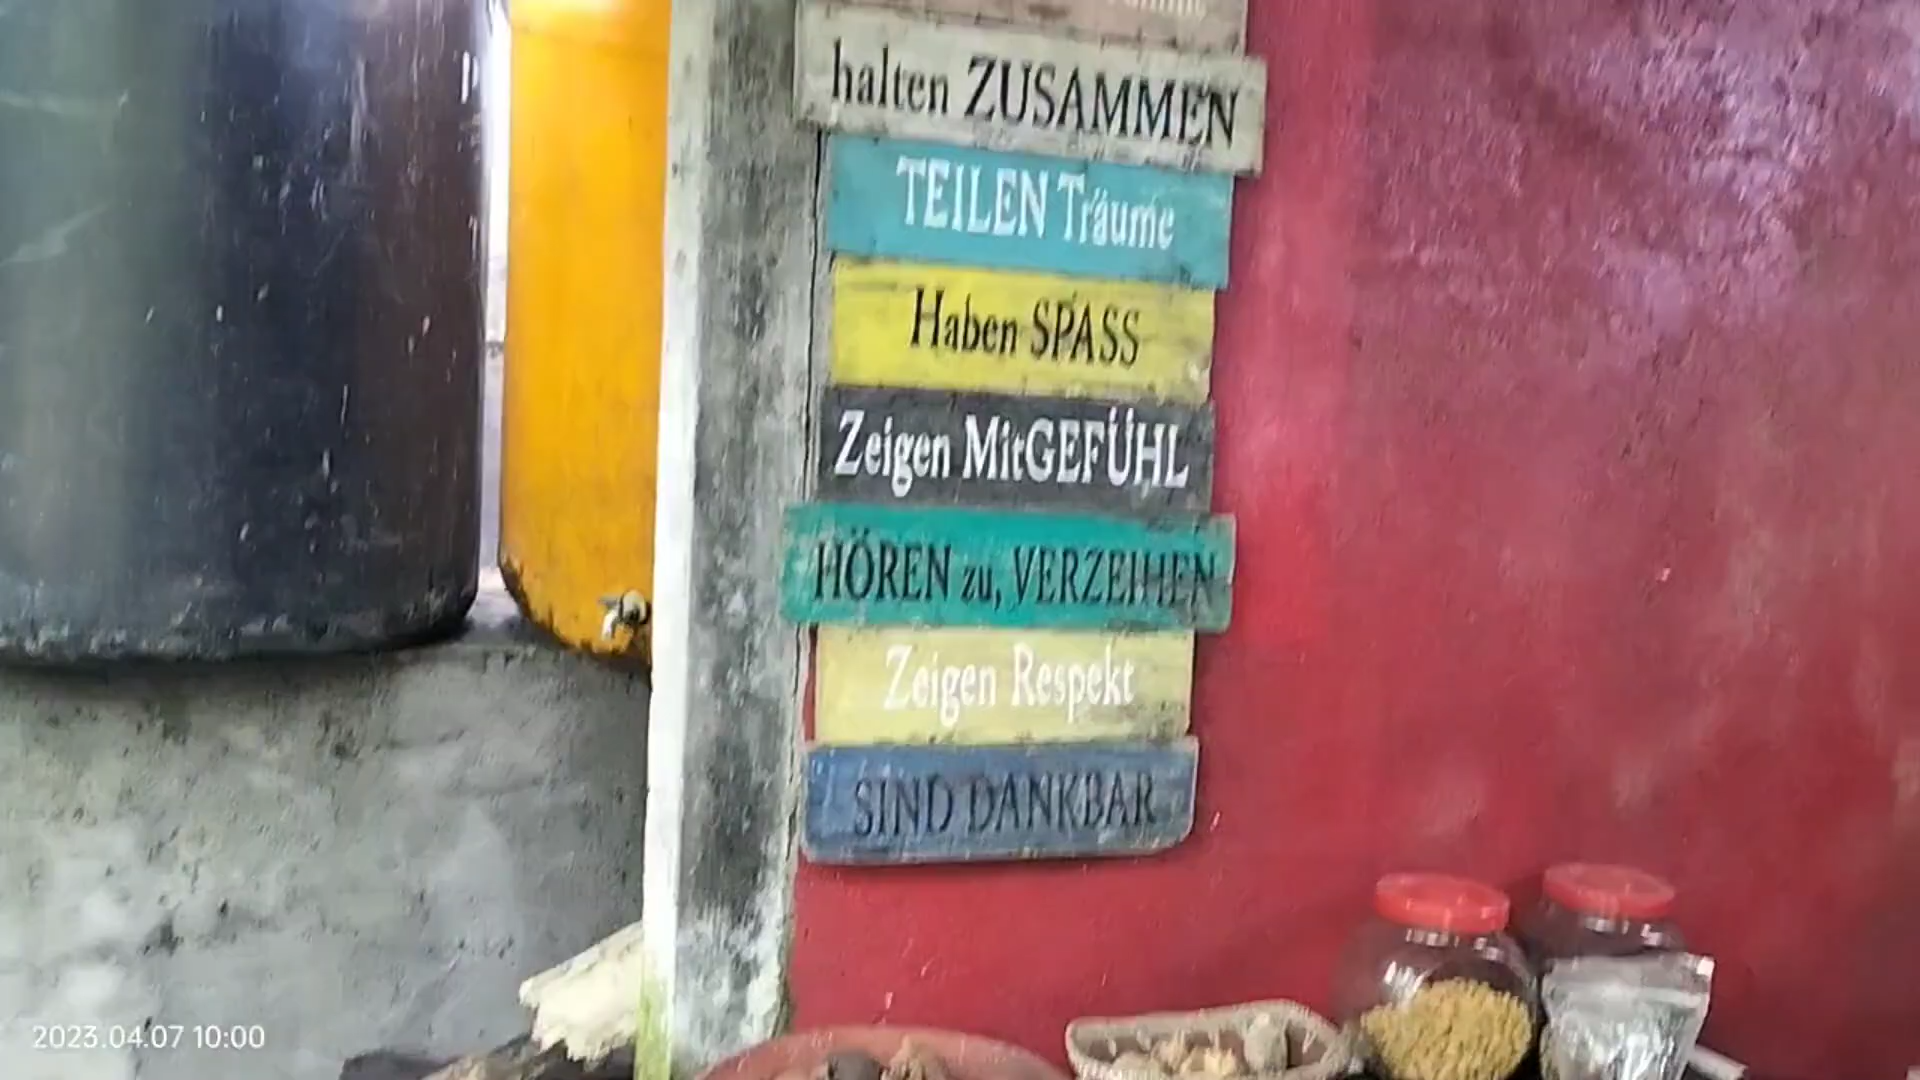 halten ZUSAMMEN
TEILEN Träume
Haben SPASS
Zeigen MitGEFÜHL
HÖREN zu, VERZEIHEN
Zeigen Respekt
SIND DANKBAR
2023.04.07 10:00